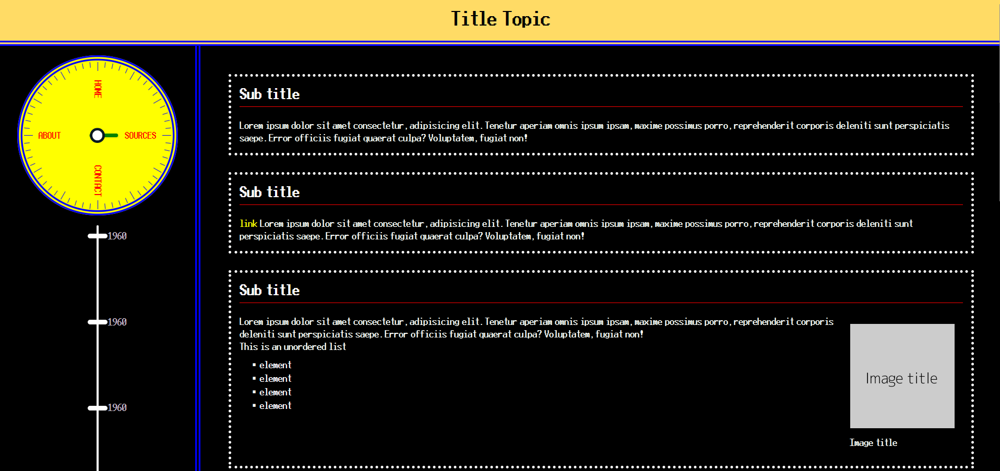 Title Topic
HOME
ABOUT
SOURCES
CONTACT
1960
1960
1960
Sub title
Lorem ipsum dolor sit amet consectetur, adipisicing elit. Tenetur aperiam omnis ipsum ipsam, maxime possimus porro, reprehenderit corporis deleniti sunt perspiciatis
saepe. Error officiis fugiat quaerat culpa? Voluptatem, fugiat non!
Sub title
link Lorem ipsum dolor sit amet consectetur, adipisicing elit. Tenetur aperiam omnis ipsum ipsam, maxime possimus porro, reprehenderit corporis deleniti sunt
perspiciatis saepe. Error officiis fugiat quaerat culpa? Voluptatem, fugiat non!
Sub title
Lorem ipsum dolor sit amet consectetur, adipisicing elit. Tenetur aperiam omnis ipsum ipsam, maxime possimus porro, reprehenderit corporis
deleniti sunt perspiciatis saepe. Error officiis fugiat quaerat culpa? Voluptatem, fugiat non!
This is an unordered list
▪ element
▪ element
▪ element
▪ element
Image title
Image title